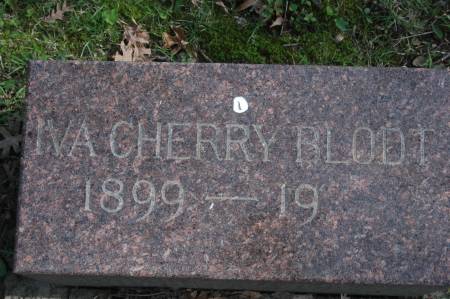 IVA CHERRY BLODT
1899 — 19